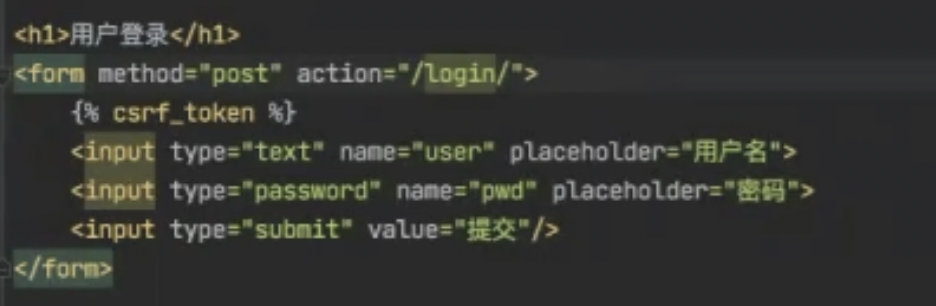 <h1>用户登录</h1>
<form method="post" action="/login/">
    {% csrf_token %}
    <input type="text" name="user" placeholder="用户名">
    <input type="password" name="pwd" placeholder="密码">
    <input type="submit" value="提交"/>
</form>